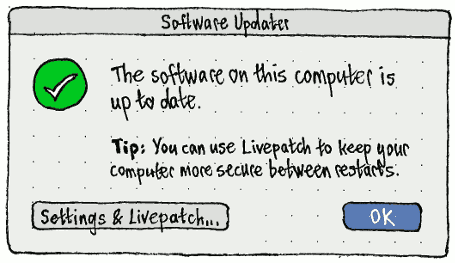 Software Updater
The software on this computer is
up to date.
Tip: You can use Livepatch to keep your
computer more secure between restarts.
Settings & Livepatch...
OK